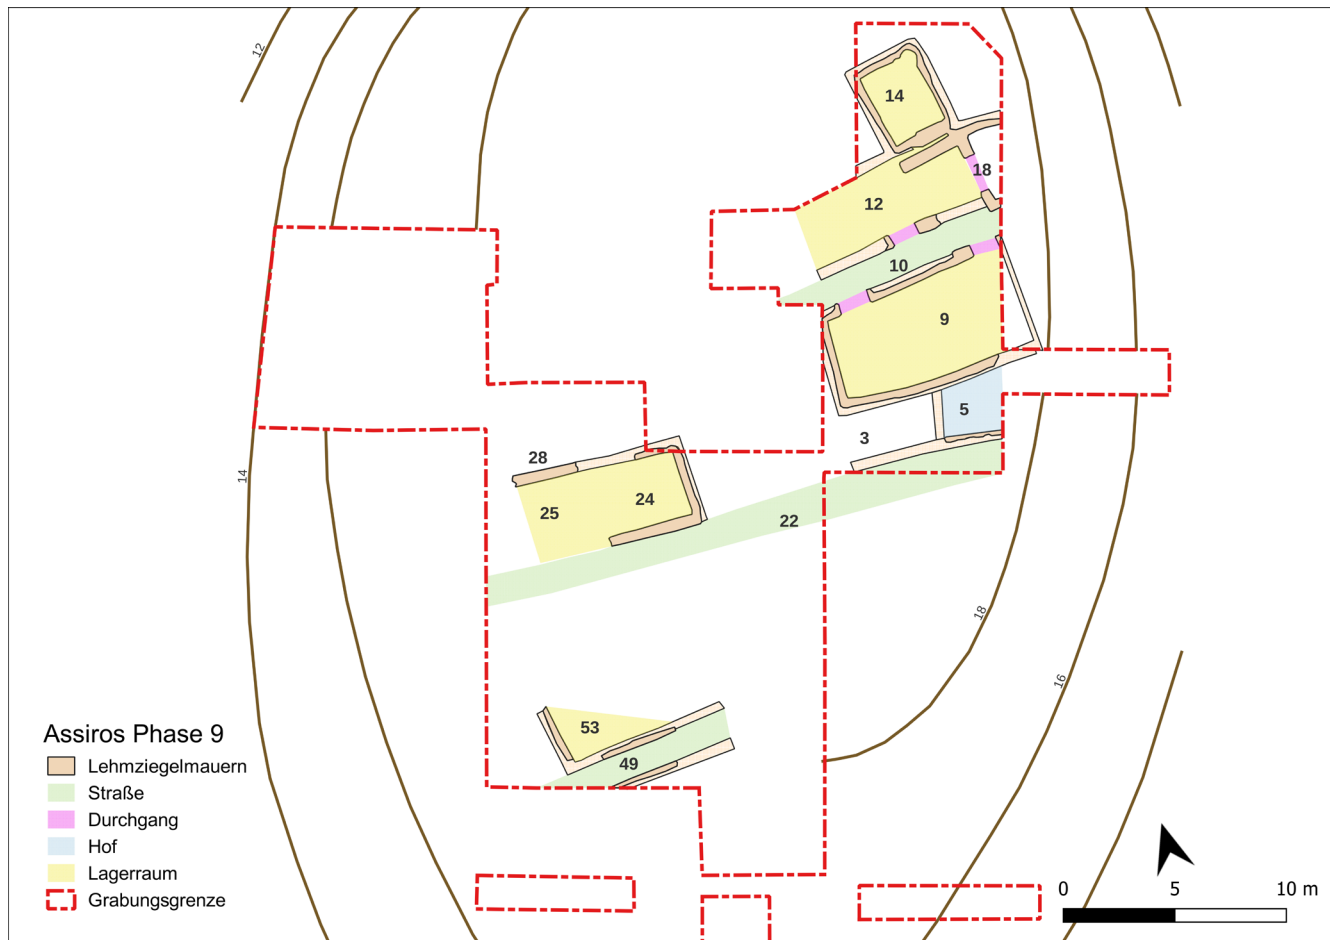 12
14
18
12
10
9
5
3
28
24
25
22
14
18
16
53
49
Assiros Phase 9
Lehmziegelmauern
Straße
Durchgang
Hof
Lagerraum
Grabungsgrenze
0 5 10 m